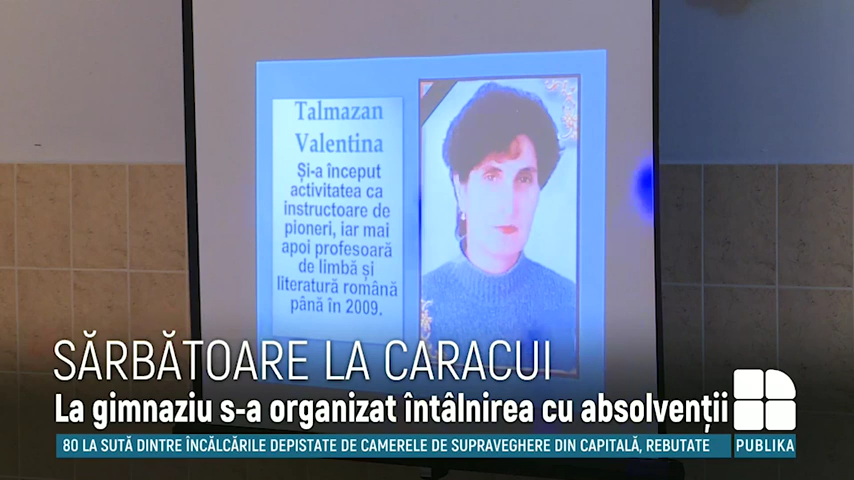 Talmazan
Valentina
Și-a început
activitatea ca
instructoare de
pioneri, iar mai
apoi profesoară
de limbă și
literatură română
până în 2009.
SĂRBĂTOARE LA CARACUI
La gimnaziu s-a organizat întâlnirea cu absolvenții
80 LA SUTĂ DINTRE ÎNCĂLCĂRILE DEPISTATE DE CAMERELE DE SUPRAVEGHERE DIN CAPITALĂ, REBUTATE
PUBLIKA